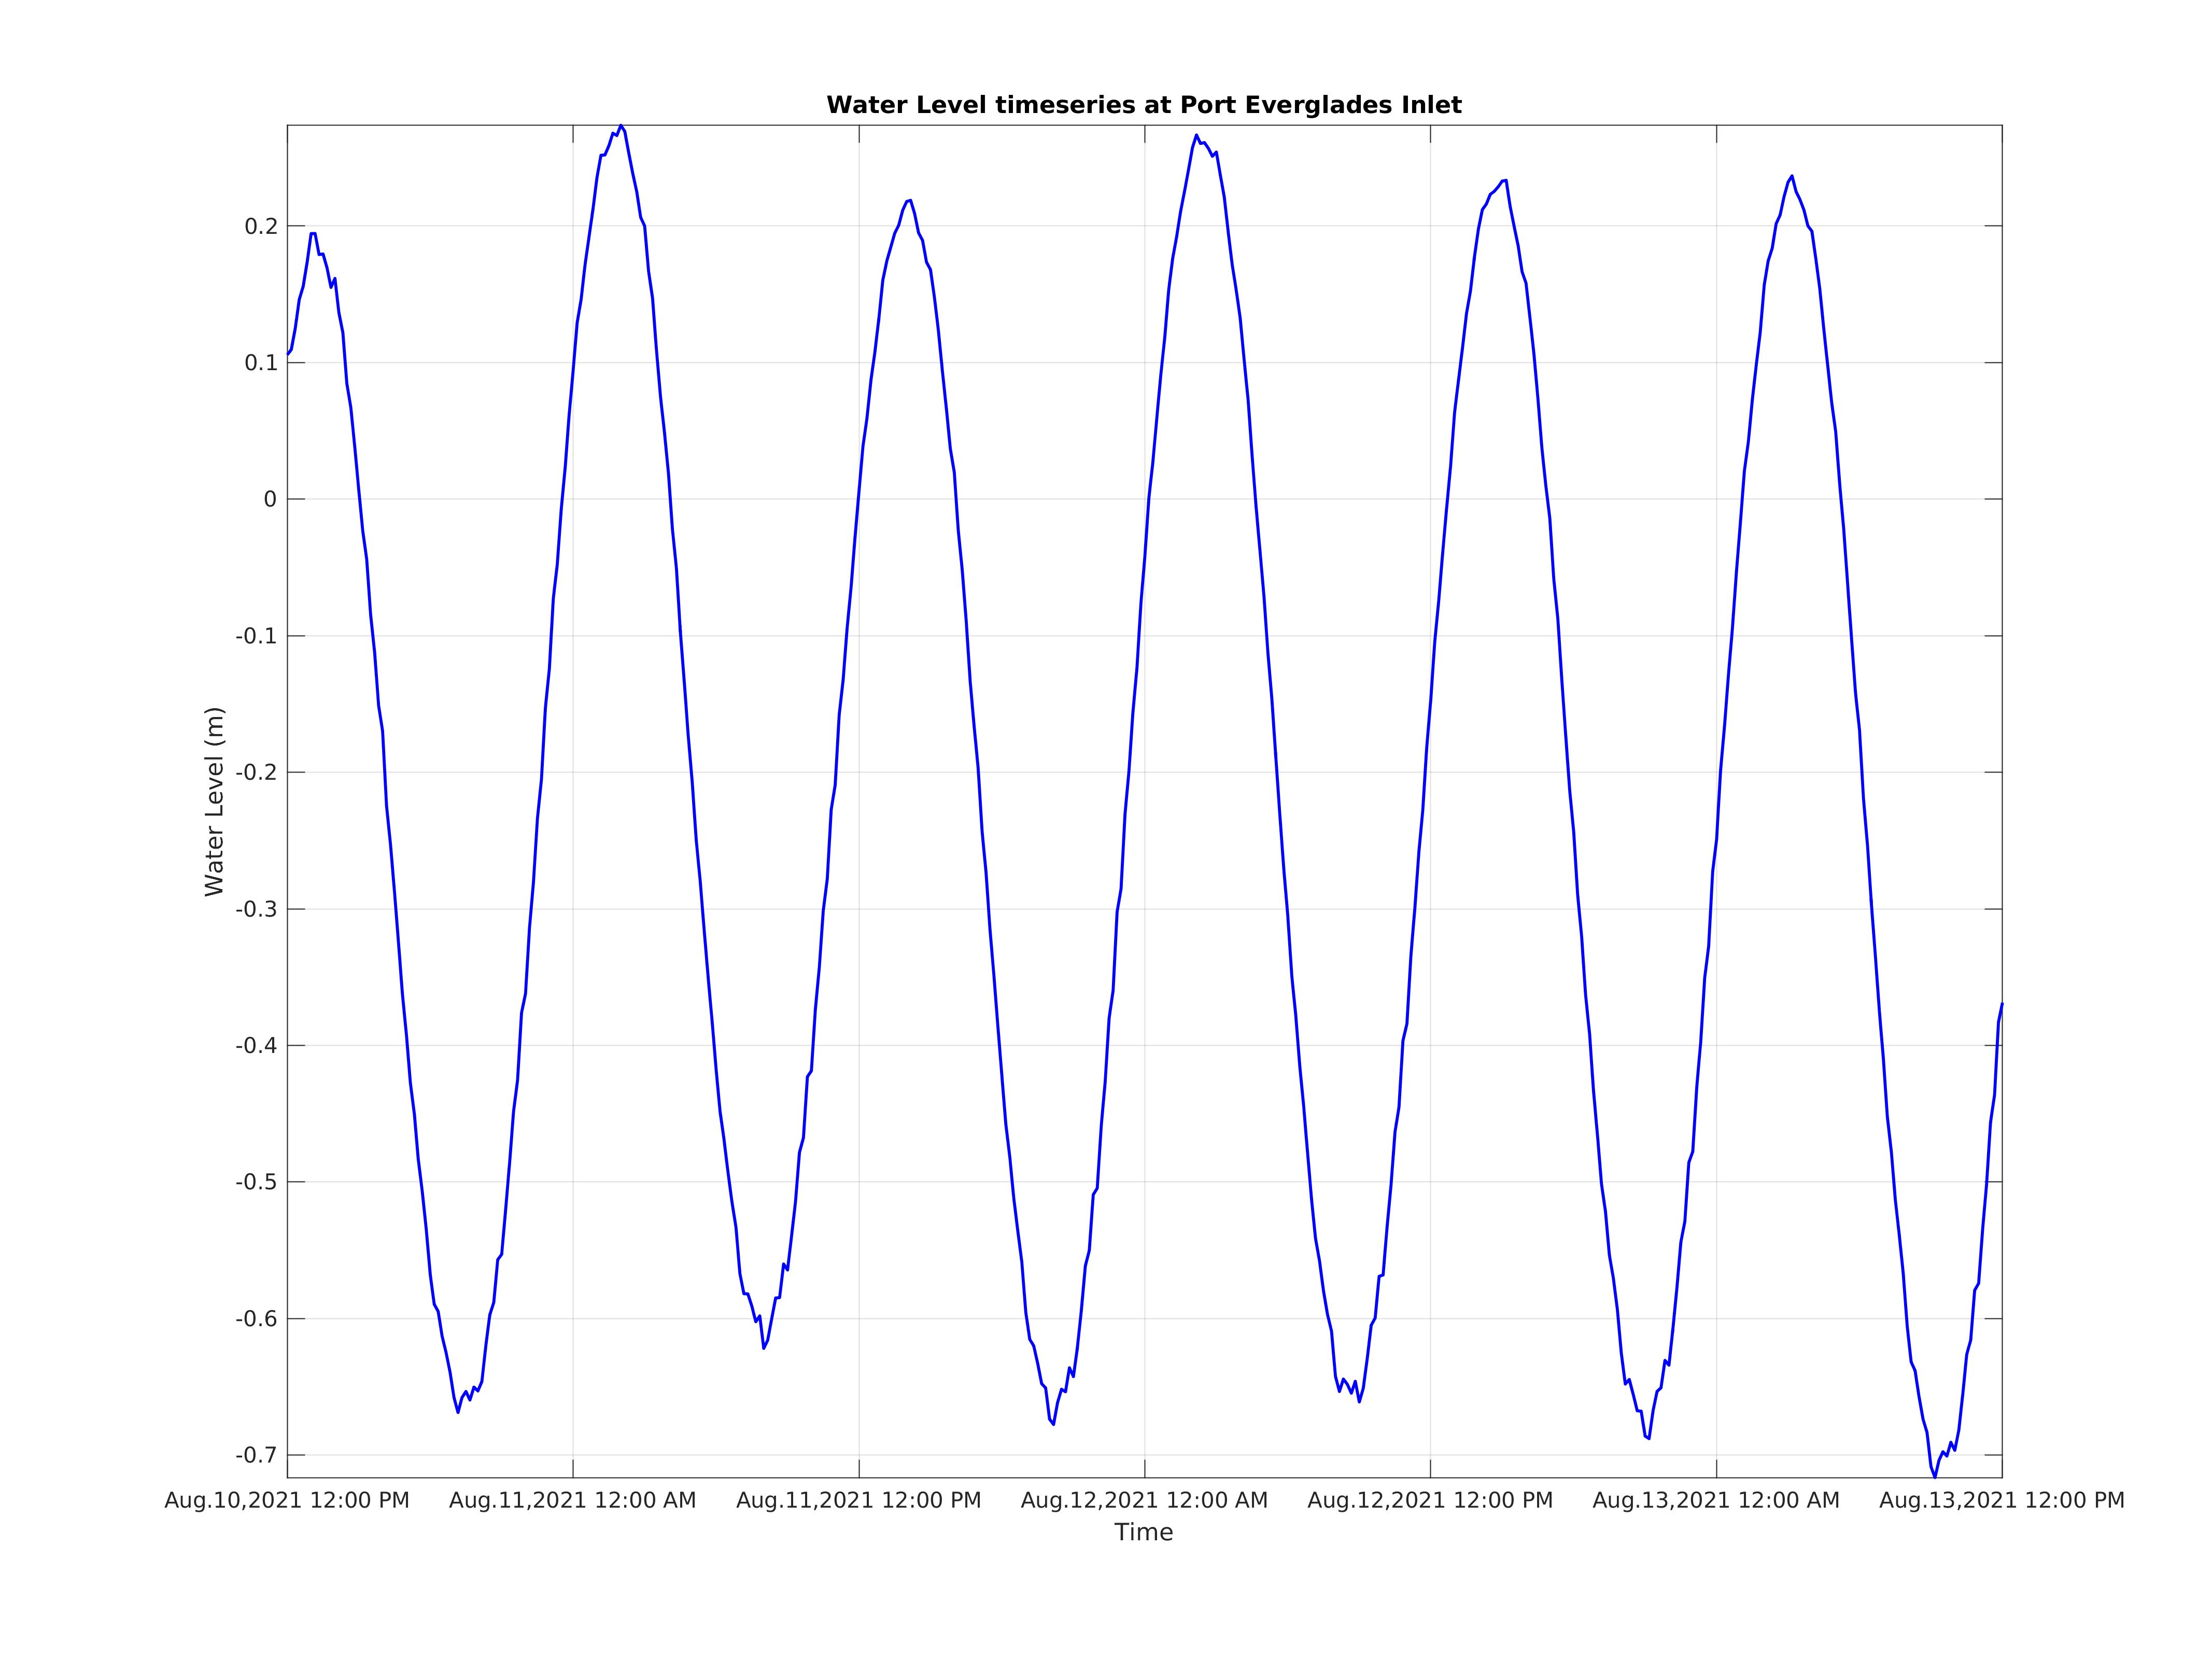 Water Level timeseries at Port Everglades Inlet
0.2
0.1
0
-0.1
-0.2
-0.3
-0.4
-0.5
-0.6
-0.7
Water Level (m)
Aug.10,2021 12:00 PM Aug.11,2021 12:00 AM Aug.11,2021 12:00 PM Aug.12,2021 12:00 AM Aug.12,2021 12:00 PM Aug.13,2021 12:00 AM Aug.13,2021 12:00 PM
Time